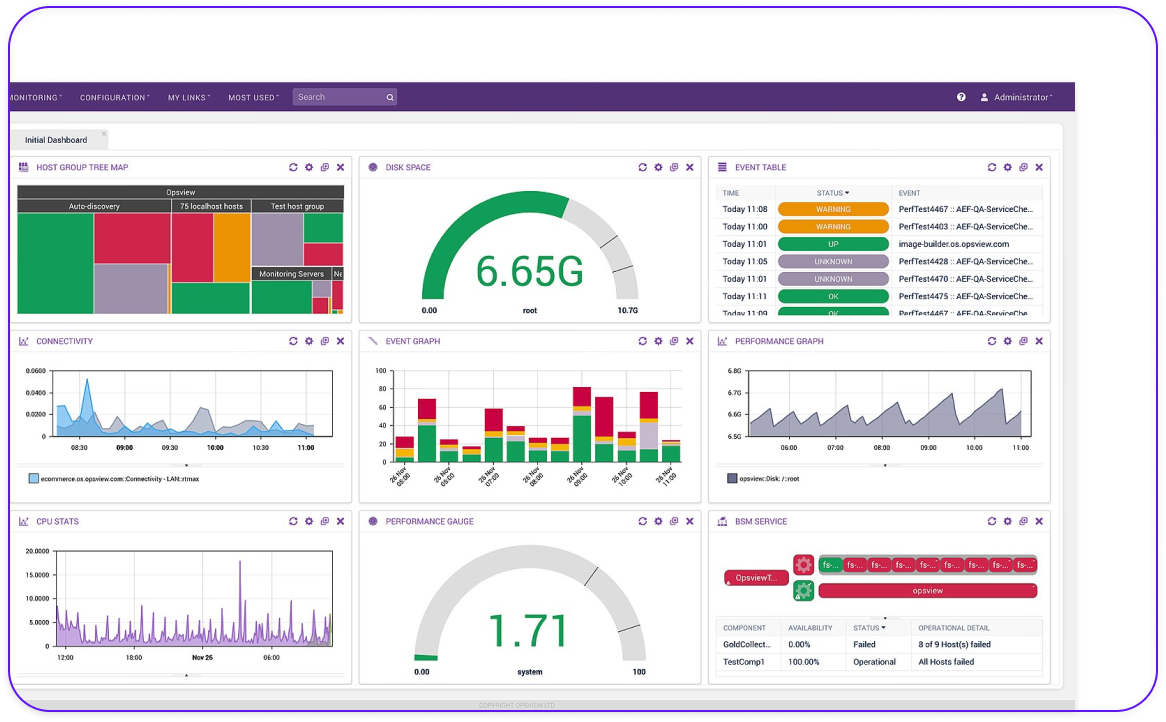 MONITORING CONFIGURATION MY LINKS MOST USED Search Administrator
Initial Dashboard
HOST GROUP TREE MAP
Opsview
Auto-discovery 75 localhost hosts Test host group
Monitoring Servers Ne
DISK SPACE
6.65G
0.00 root 10.7G
EVENT TABLE
TIME STATUS EVENT
Today 11:08 WARNING PerfTest4467 :: AEF-QA-ServiceChe...
Today 11:00 WARNING PerfTest4403 :: AEF-QA-ServiceChe...
Today 11:01 UP image-builder.os.opsview.com
Today 11:05 UNKNOWN PerfTest4428 :: AEF-QA-ServiceChe...
Today 11:01 UNKNOWN PerfTest4470 :: AEF-QA-ServiceChe...
Today 11:11 OK PerfTest4475 :: AEF-QA-ServiceChe...
Today 11:09 OK PerfTest4467 :: AEF-QA-ServiceChe...
CONNECTIVITY
0.0600
0.0400
0.0200
0
08:30 09:00 09:30 10:00 10:30 11:00
ecommerce.os.opsview.com::Connectivity - LAN::rtmax
EVENT GRAPH
100
80
60
40
20
0
26 Nov 05:00
26 Nov 06:00
26 Nov 07:00
26 Nov 08:00
26 Nov 09:00
26 Nov 10:00
26 Nov 11:00
PERFORMANCE GRAPH
6.80
6.70
6.60
6.50
06:00 07:00 08:00 09:00 10:00 11:00
opsview::Disk: /::root
CPU STATS
20.0000
15.0000
10.0000
5.0000
0
12:00 18:00 Nov 26 06:00
PERFORMANCE GAUGE
1.71
0.00 system 100
BSM SERVICE
OpsviewT...
fs-... fs-... fs-... fs-... fs-... fs-... fs-... fs-... fs-...
opsview
COMPONENT AVAILABILITY STATUS OPERATIONAL DETAIL
GoldCollect... 0.00% Failed 8 of 9 Host(s) failed
TestComp1 100.00% Operational All Hosts failed
COPYRIGHT OPSVIEW LTD